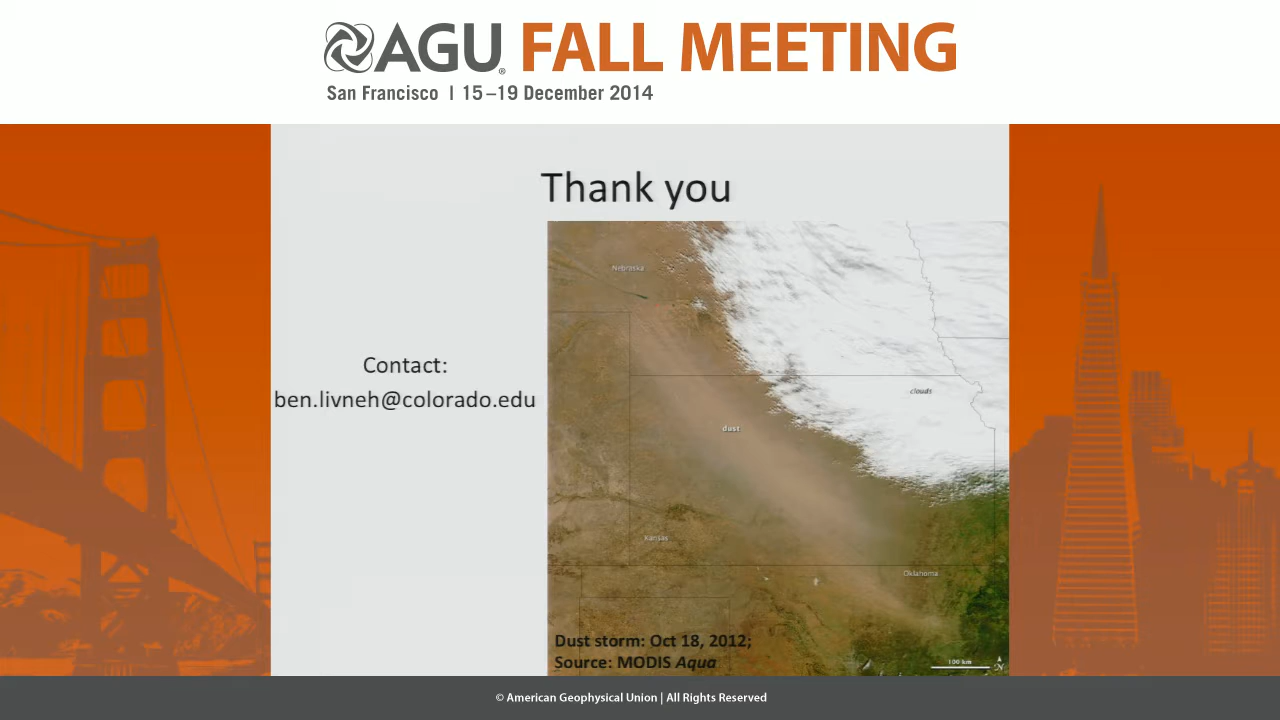 AGU FALL MEETING
San Francisco | 15–19 December 2014
Thank you
Nebraska
Contact:
clouds
ben.livneh@colorado.edu
dust
Kansas
Oklahoma
Dust storm: Oct 18, 2012;
Source: MODIS Aqua
100 km
N
© American Geophysical Union | All Rights Reserved